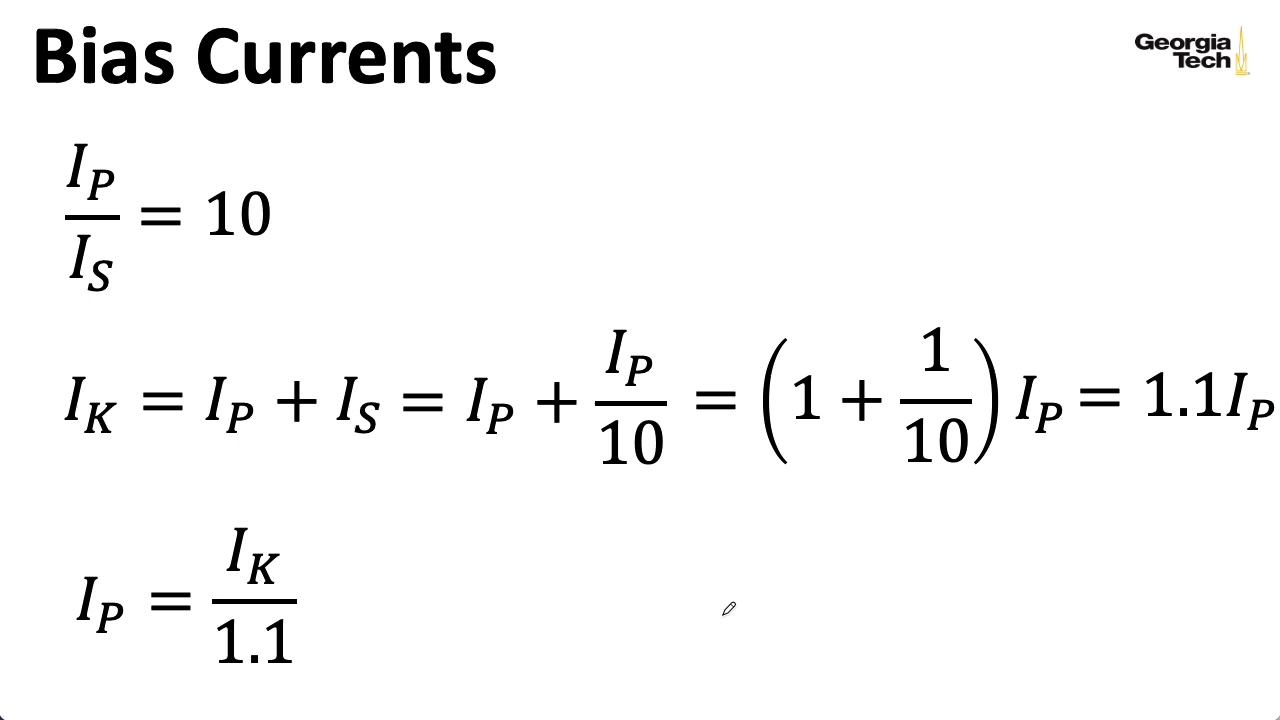 Bias Currents
Georgia
Tech
I_P / I_S = 10
I_K = I_P + I_S = I_P + I_P / 10 = (1 + 1 / 10) I_P = 1.1I_P
I_P = I_K / 1.1